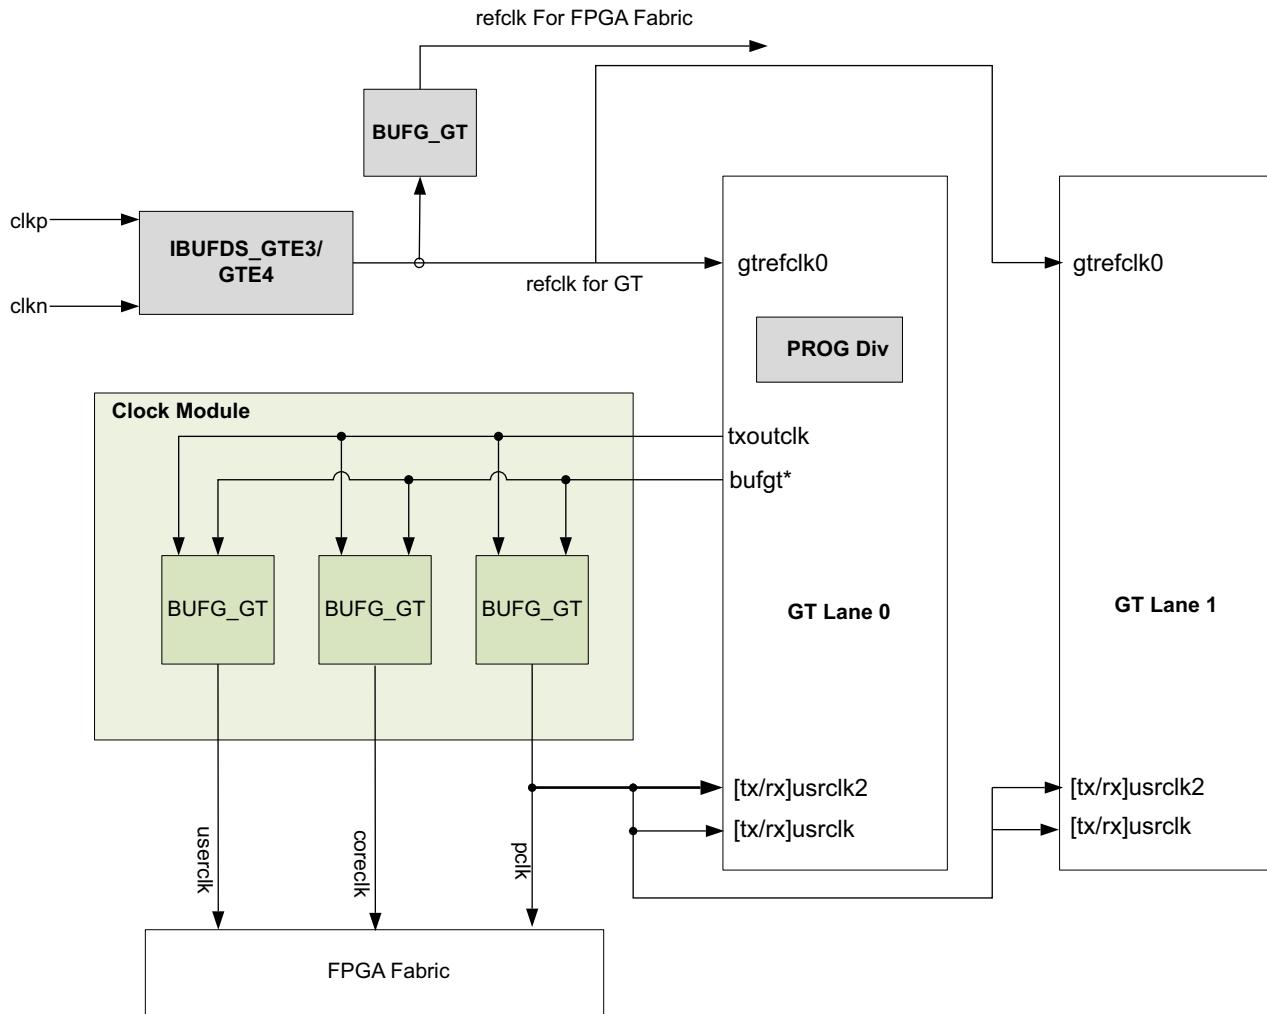 refclk For FPGA Fabric
BUFG_GT
clkp
IBUFDS_GTE3/
GTE4
clkn
refclk for GT
gtrefclk0
gtrefclk0
PROG Div
Clock Module
txoutclk
bufgt*
BUFG_GT
BUFG_GT
BUFG_GT
GT Lane 0
GT Lane 1
[tx/rx]usrclk2
[tx/rx]usrclk2
[tx/rx]usrclk
[tx/rx]usrclk
userclk
coreclk
pclk
FPGA Fabric